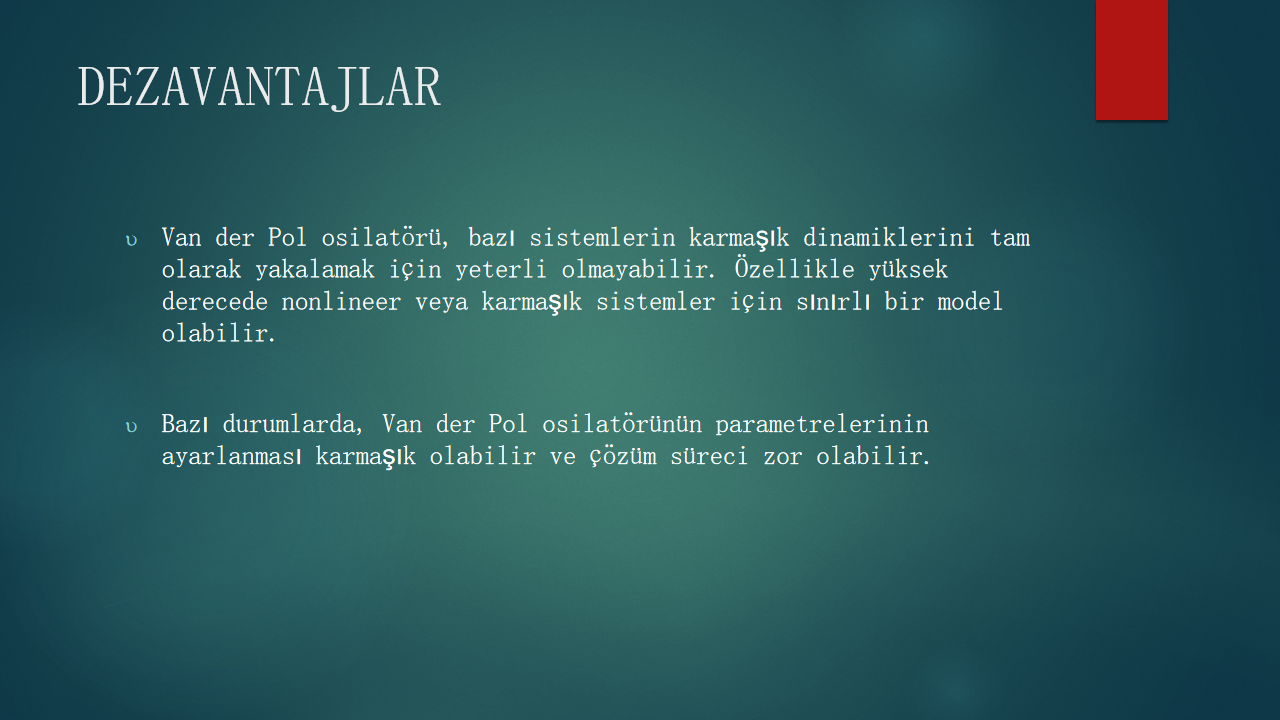 DEZAVANTAJLAR
Van der Pol osilatörü, bazı sistemlerin karmaşık dinamiklerini tam
olarak yakalamak için yeterli olmayabilir. Özellikle yüksek
derecede nonlineer veya karmaşık sistemler için sınırlı bir model
olabilir.
Bazı durumlarda, Van der Pol osilatörünün parametrelerinin
ayarlanması karmaşık olabilir ve çözüm süreci zor olabilir.